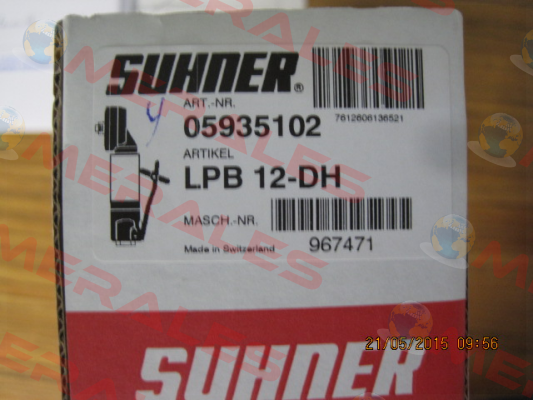 SUHNER®
ART.-NR.
7612606136521
05935102
ARTIKEL
LPB 12-DH
MASCH.-NR.
Made in Switzerland
967471
21/05/2015 09:56
SUHNER
MERALES